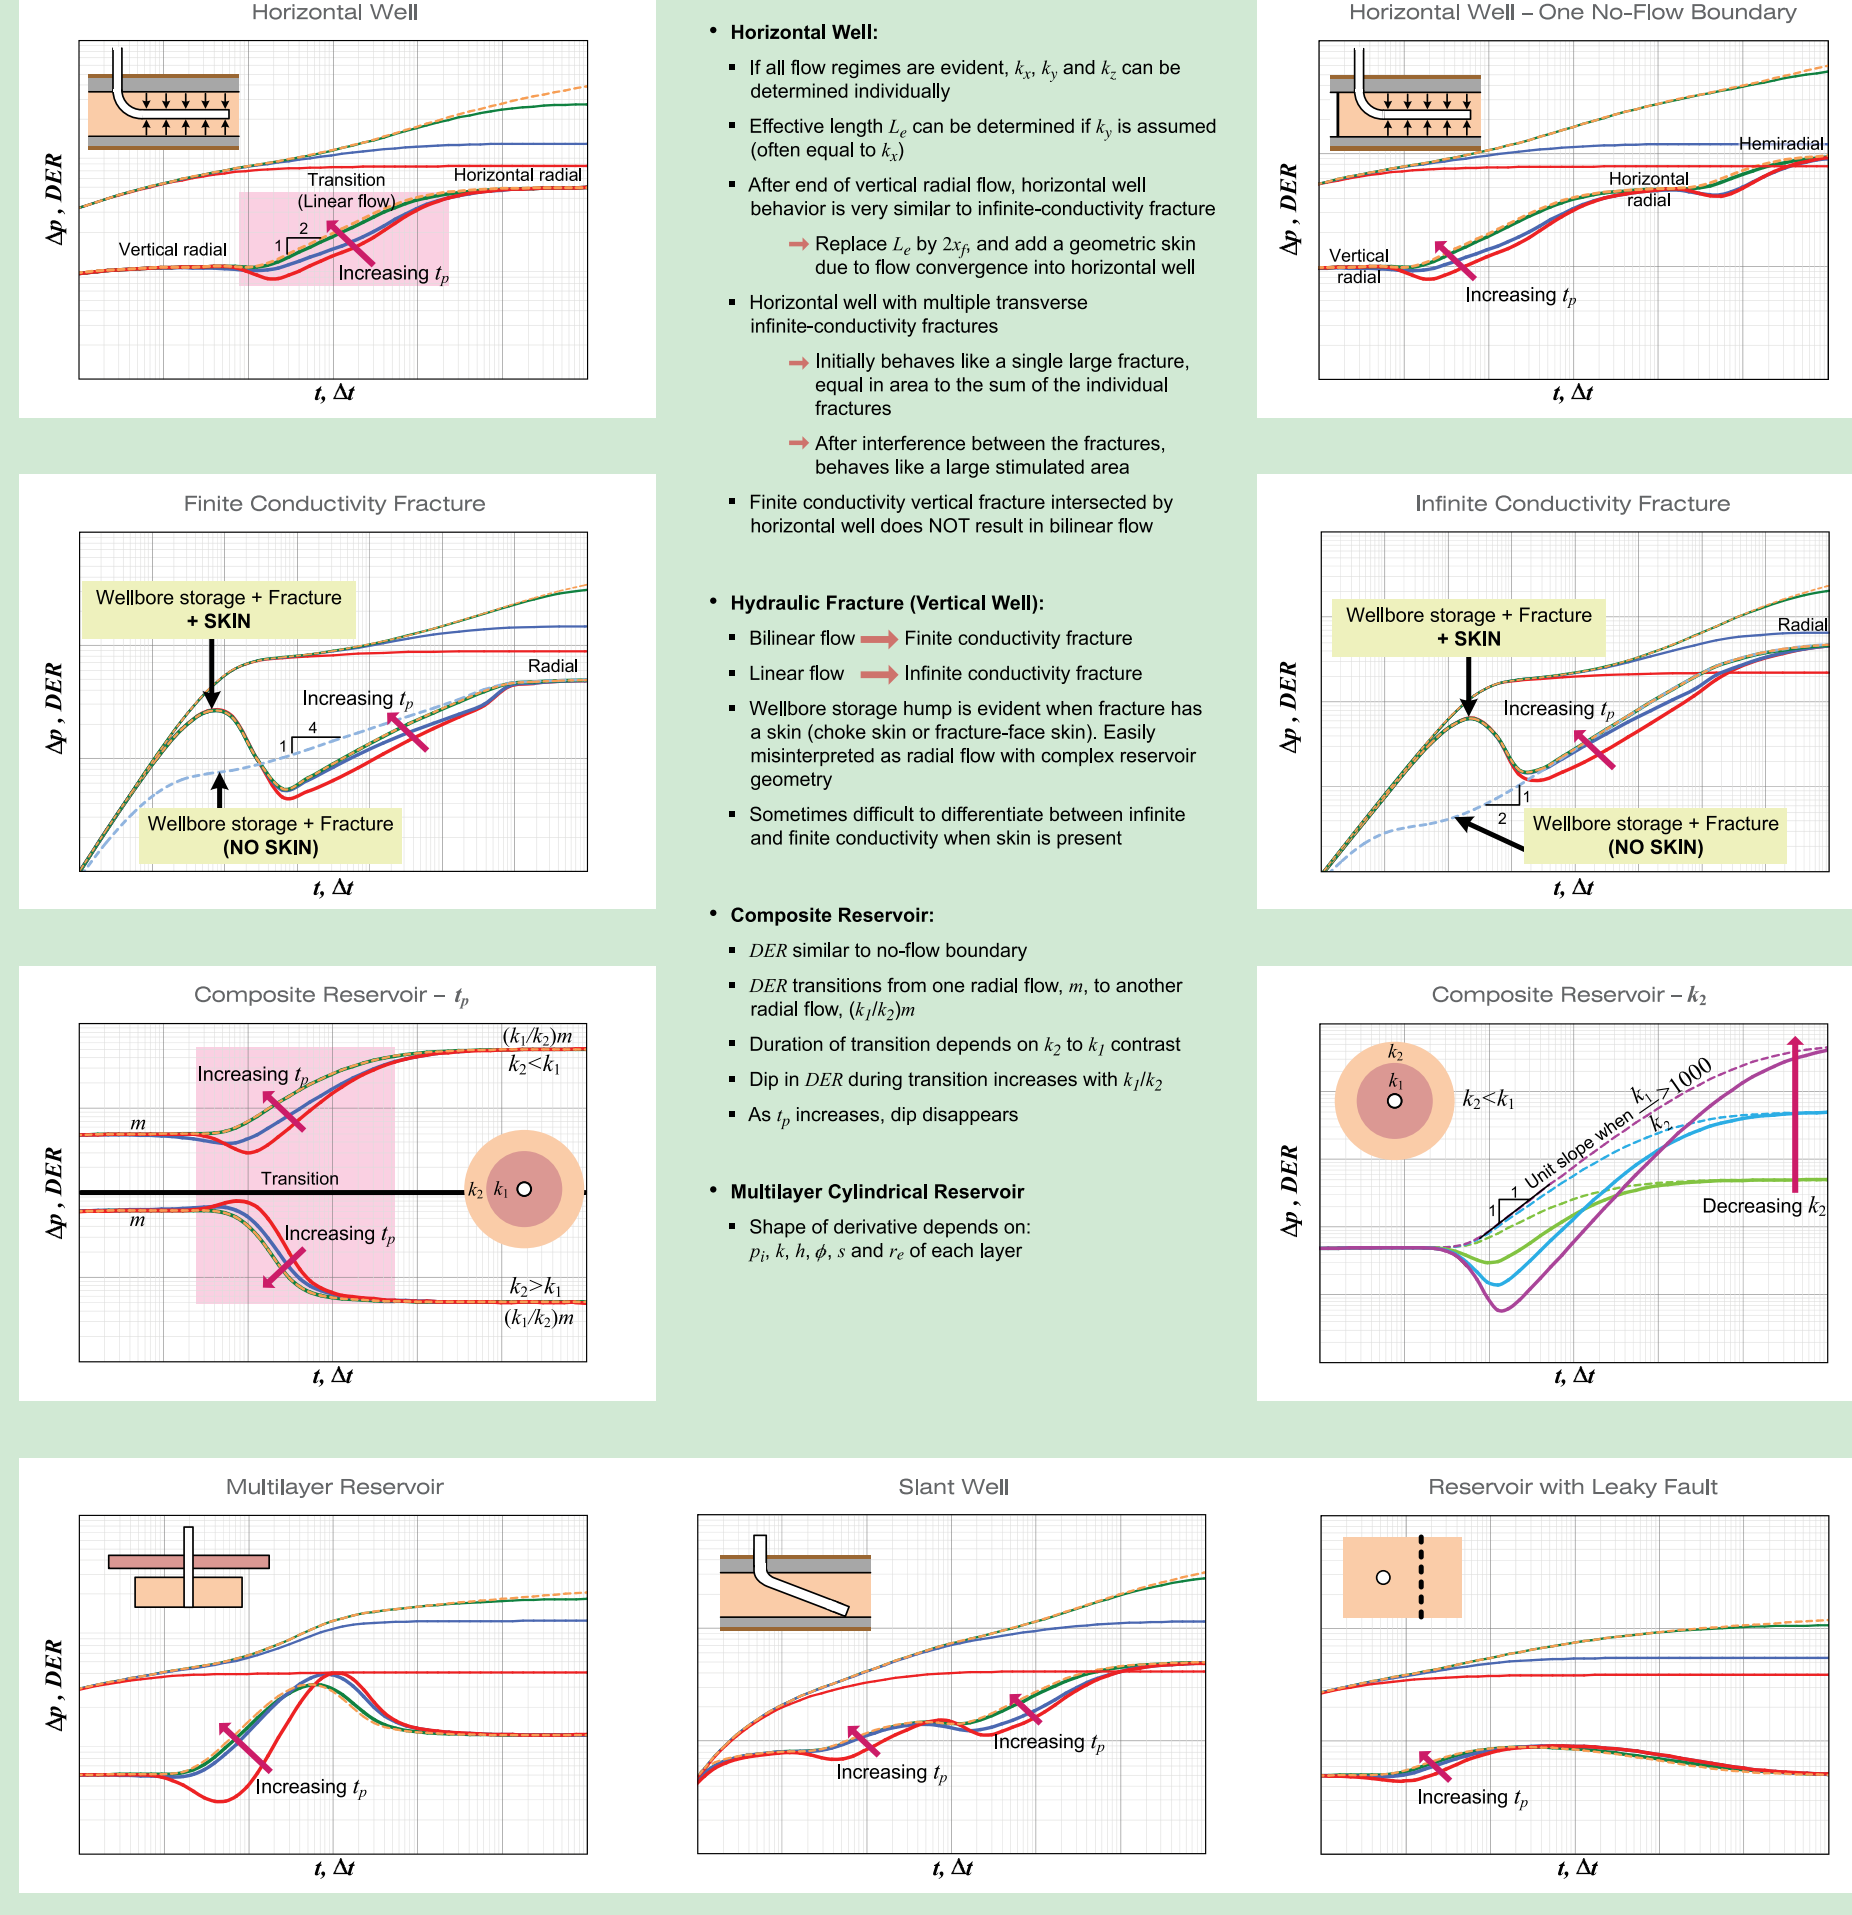 Horizontal Well
Δp , DER
Vertical radial
Transition
(Linear flow)
Horizontal radial
2
1
Increasing tp
t, Δt
• Horizontal Well:
▪ If all flow regimes are evident, kx, ky and kz can be
determined individually
▪ Effective length Le can be determined if ky is assumed
(often equal to kx)
▪ After end of vertical radial flow, horizontal well
behavior is very similar to infinite-conductivity fracture
→ Replace Le by 2xf, and add a geometric skin
due to flow convergence into horizontal well
▪ Horizontal well with multiple transverse
infinite-conductivity fractures
→ Initially behaves like a single large fracture,
equal in area to the sum of the individual
fractures
→ After interference between the fractures,
behaves like a large stimulated area
▪ Finite conductivity vertical fracture intersected by
horizontal well does NOT result in bilinear flow
Horizontal Well – One No-Flow Boundary
Δp , DER
Vertical
radial
Horizontal
radial
Hemiradial
Increasing tp
t, Δt
Finite Conductivity Fracture
Δp , DER
Wellbore storage + Fracture
+ SKIN
Radial
Increasing tp
4
1
Wellbore storage + Fracture
(NO SKIN)
t, Δt
• Hydraulic Fracture (Vertical Well):
▪ Bilinear flow → Finite conductivity fracture
▪ Linear flow → Infinite conductivity fracture
▪ Wellbore storage hump is evident when fracture has
a skin (choke skin or fracture-face skin). Easily
misinterpreted as radial flow with complex reservoir
geometry
▪ Sometimes difficult to differentiate between infinite
and finite conductivity when skin is present
Infinite Conductivity Fracture
Δp , DER
Wellbore storage + Fracture
+ SKIN
Radial
Increasing tp
1
2
Wellbore storage + Fracture
(NO SKIN)
t, Δt
Composite Reservoir – tp
Δp , DER
(k1/k2)m
k2<k1
Increasing tp
m
Transition
k2 k1
m
Increasing tp
k2>k1
(k1/k2)m
t, Δt
• Composite Reservoir:
▪ DER similar to no-flow boundary
▪ DER transitions from one radial flow, m, to another
radial flow, (k1/k2)m
▪ Duration of transition depends on k2 to k1 contrast
▪ Dip in DER during transition increases with k1/k2
▪ As tp increases, dip disappears
• Multilayer Cylindrical Reservoir
▪ Shape of derivative depends on:
pi, k, h, ϕ, s and re of each layer
Composite Reservoir – k2
Δp , DER
k2
k1
k2<k1
Unit slope when k1/k2>1000
1
1
Decreasing k2
t, Δt
Multilayer Reservoir
Δp , DER
Increasing tp
t, Δt
Slant Well
Increasing tp
Increasing tp
t, Δt
Reservoir with Leaky Fault
Increasing tp
t, Δt